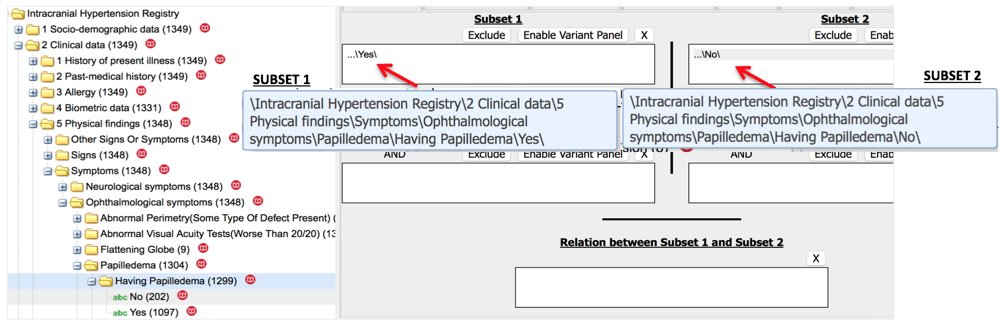 Intracranial Hypertension Registry
1 Socio-demographic data (1349)
2 Clinical data (1349)
1 History of present illness (1349)
2 Past-medical history (1349)
3 Allergy (1349)
4 Biometric data (1331)
5 Physical findings (1348)
Other Signs Or Symptoms (1348)
Signs (1348)
Symptoms (1348)
Neurological symptoms (1348)
Ophthalmological symptoms (1348)
Abnormal Perimetry(Some Type Of Defect Present) (
Abnormal Visual Acuity Tests(Worse Than 20/20) (13
Flattening Globe (9)
Papilledema (1304)
Having Papilledema (1299)
abc No (202)
abc Yes (1097)
Subset 1
Exclude Enable Variant Panel X
...\Yes\
SUBSET 1
\Intracranial Hypertension Registry\2 Clinical data\5
Physical findings\Symptoms\Ophthalmological
symptoms\Papilledema\Having Papilledema\Yes\
AND Exclude Enable Variant Panel X
Subset 2
Exclude Enab
...\No\
SUBSET 2
\Intracranial Hypertension Registry\2 Clinical data\5
Physical findings\Symptoms\Ophthalmological
symptoms\Papilledema\Having Papilledema\No\
AND Exclude Enab
Relation between Subset 1 and Subset 2
X